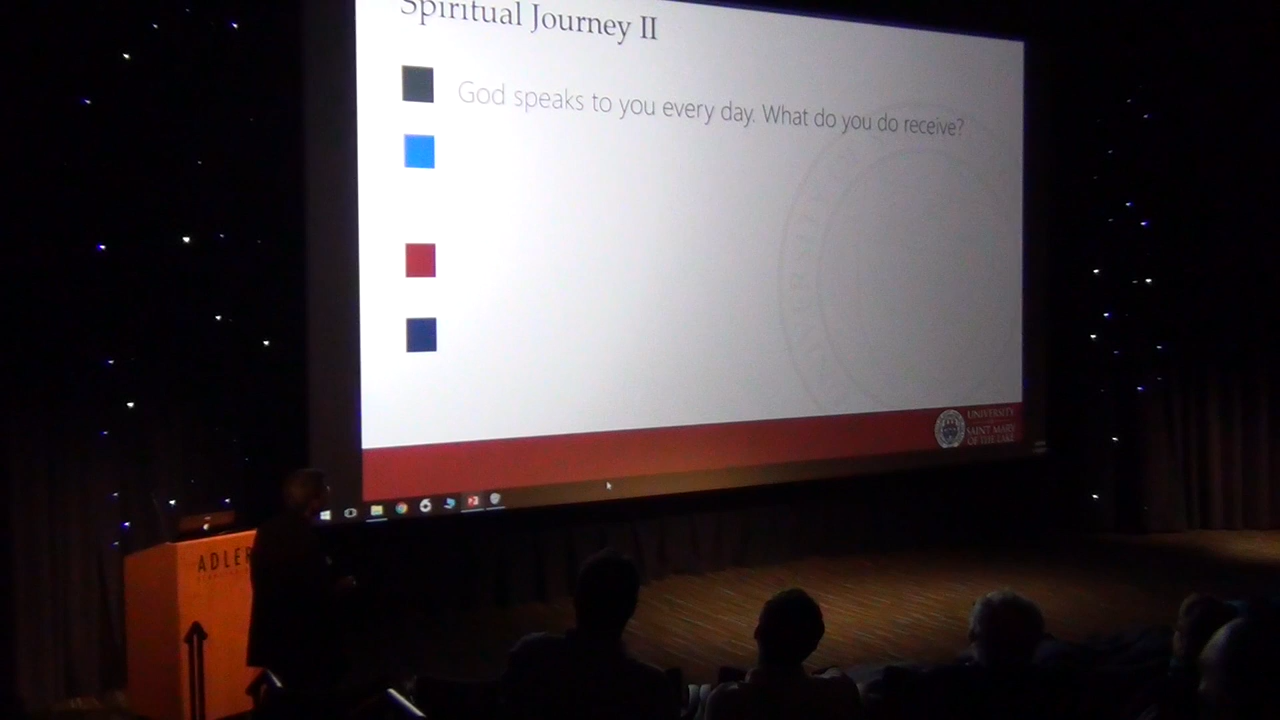 Spiritual Journey II
God speaks to you every day. What do you do receive?
UNIVERSITY
SAINT MARY
OF THE LAKE
ADLER